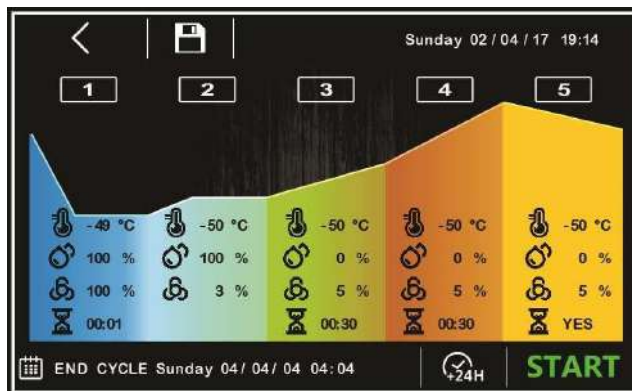 Sunday 02/04/17 19:14
1 2 3 4 5
-49 °C -50 °C -50 °C -50 °C -50 °C
100 % 100 % 0 % 0 % 0 %
100 % 3 % 5 % 5 % 5 %
00:01 00:30 00:30 YES
END CYCLE Sunday 04/04/04 04:04 +24H START